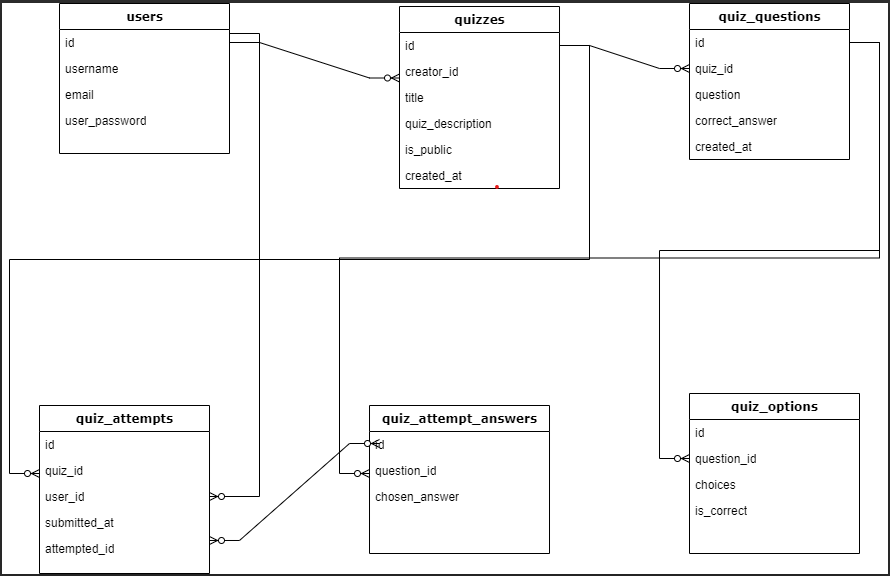 users
id
username
email
user_password
quizzes
id
creator_id
title
quiz_description
is_public
created_at
quiz_questions
id
quiz_id
question
correct_answer
created_at
quiz_attempts
id
quiz_id
user_id
submitted_at
attempted_id
quiz_attempt_answers
id
question_id
chosen_answer
quiz_options
id
question_id
choices
is_correct